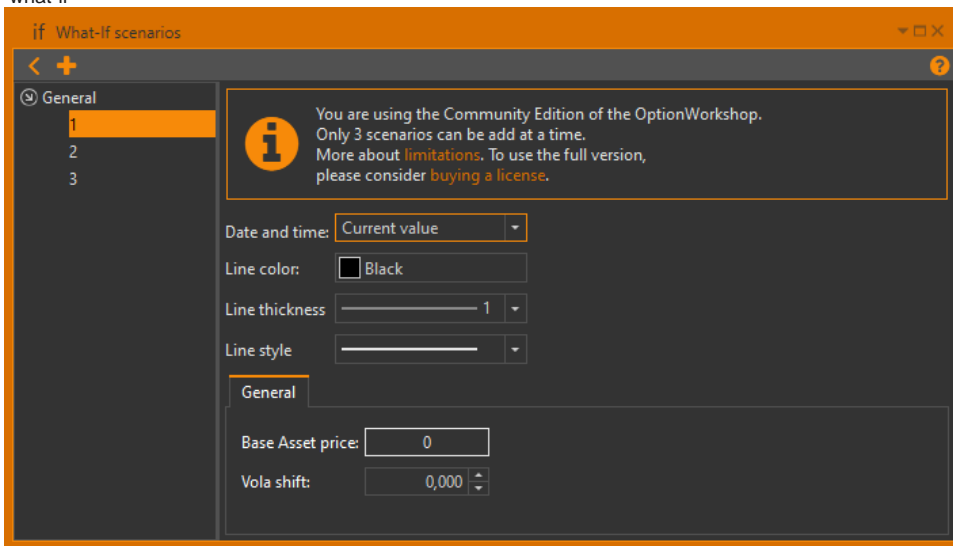 what-if
if What-If scenarios
General
1
2
3
You are using the Community Edition of the OptionWorkshop.
Only 3 scenarios can be add at a time.
More about limitations. To use the full version,
please consider buying a license.
Date and time: Current value
Line color: Black
Line thickness 1
Line style
General
Base Asset price: 0
Vola shift: 0,000